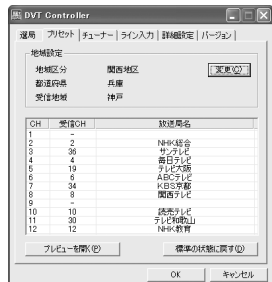 DVT Controller
選局 プリセット チューナー ライン入力 詳細設定 バージョン
地域設定
地域区分 関西地区 変更(C)
都道府県 兵庫
受信地域 神戸
CH 受信CH 放送局名
1 -
2 2 NHK総合
3 36 サンテレビ
4 4 毎日テレビ
5 19 テレビ大阪
6 6 ABCテレビ
7 34 KBS京都
8 8 関西テレビ
9 -
10 10 読売テレビ
11 30 テレビ和歌山
12 12 NHK教育
プレビューを開く(P) 標準の状態に戻す(D)
OK キャンセル